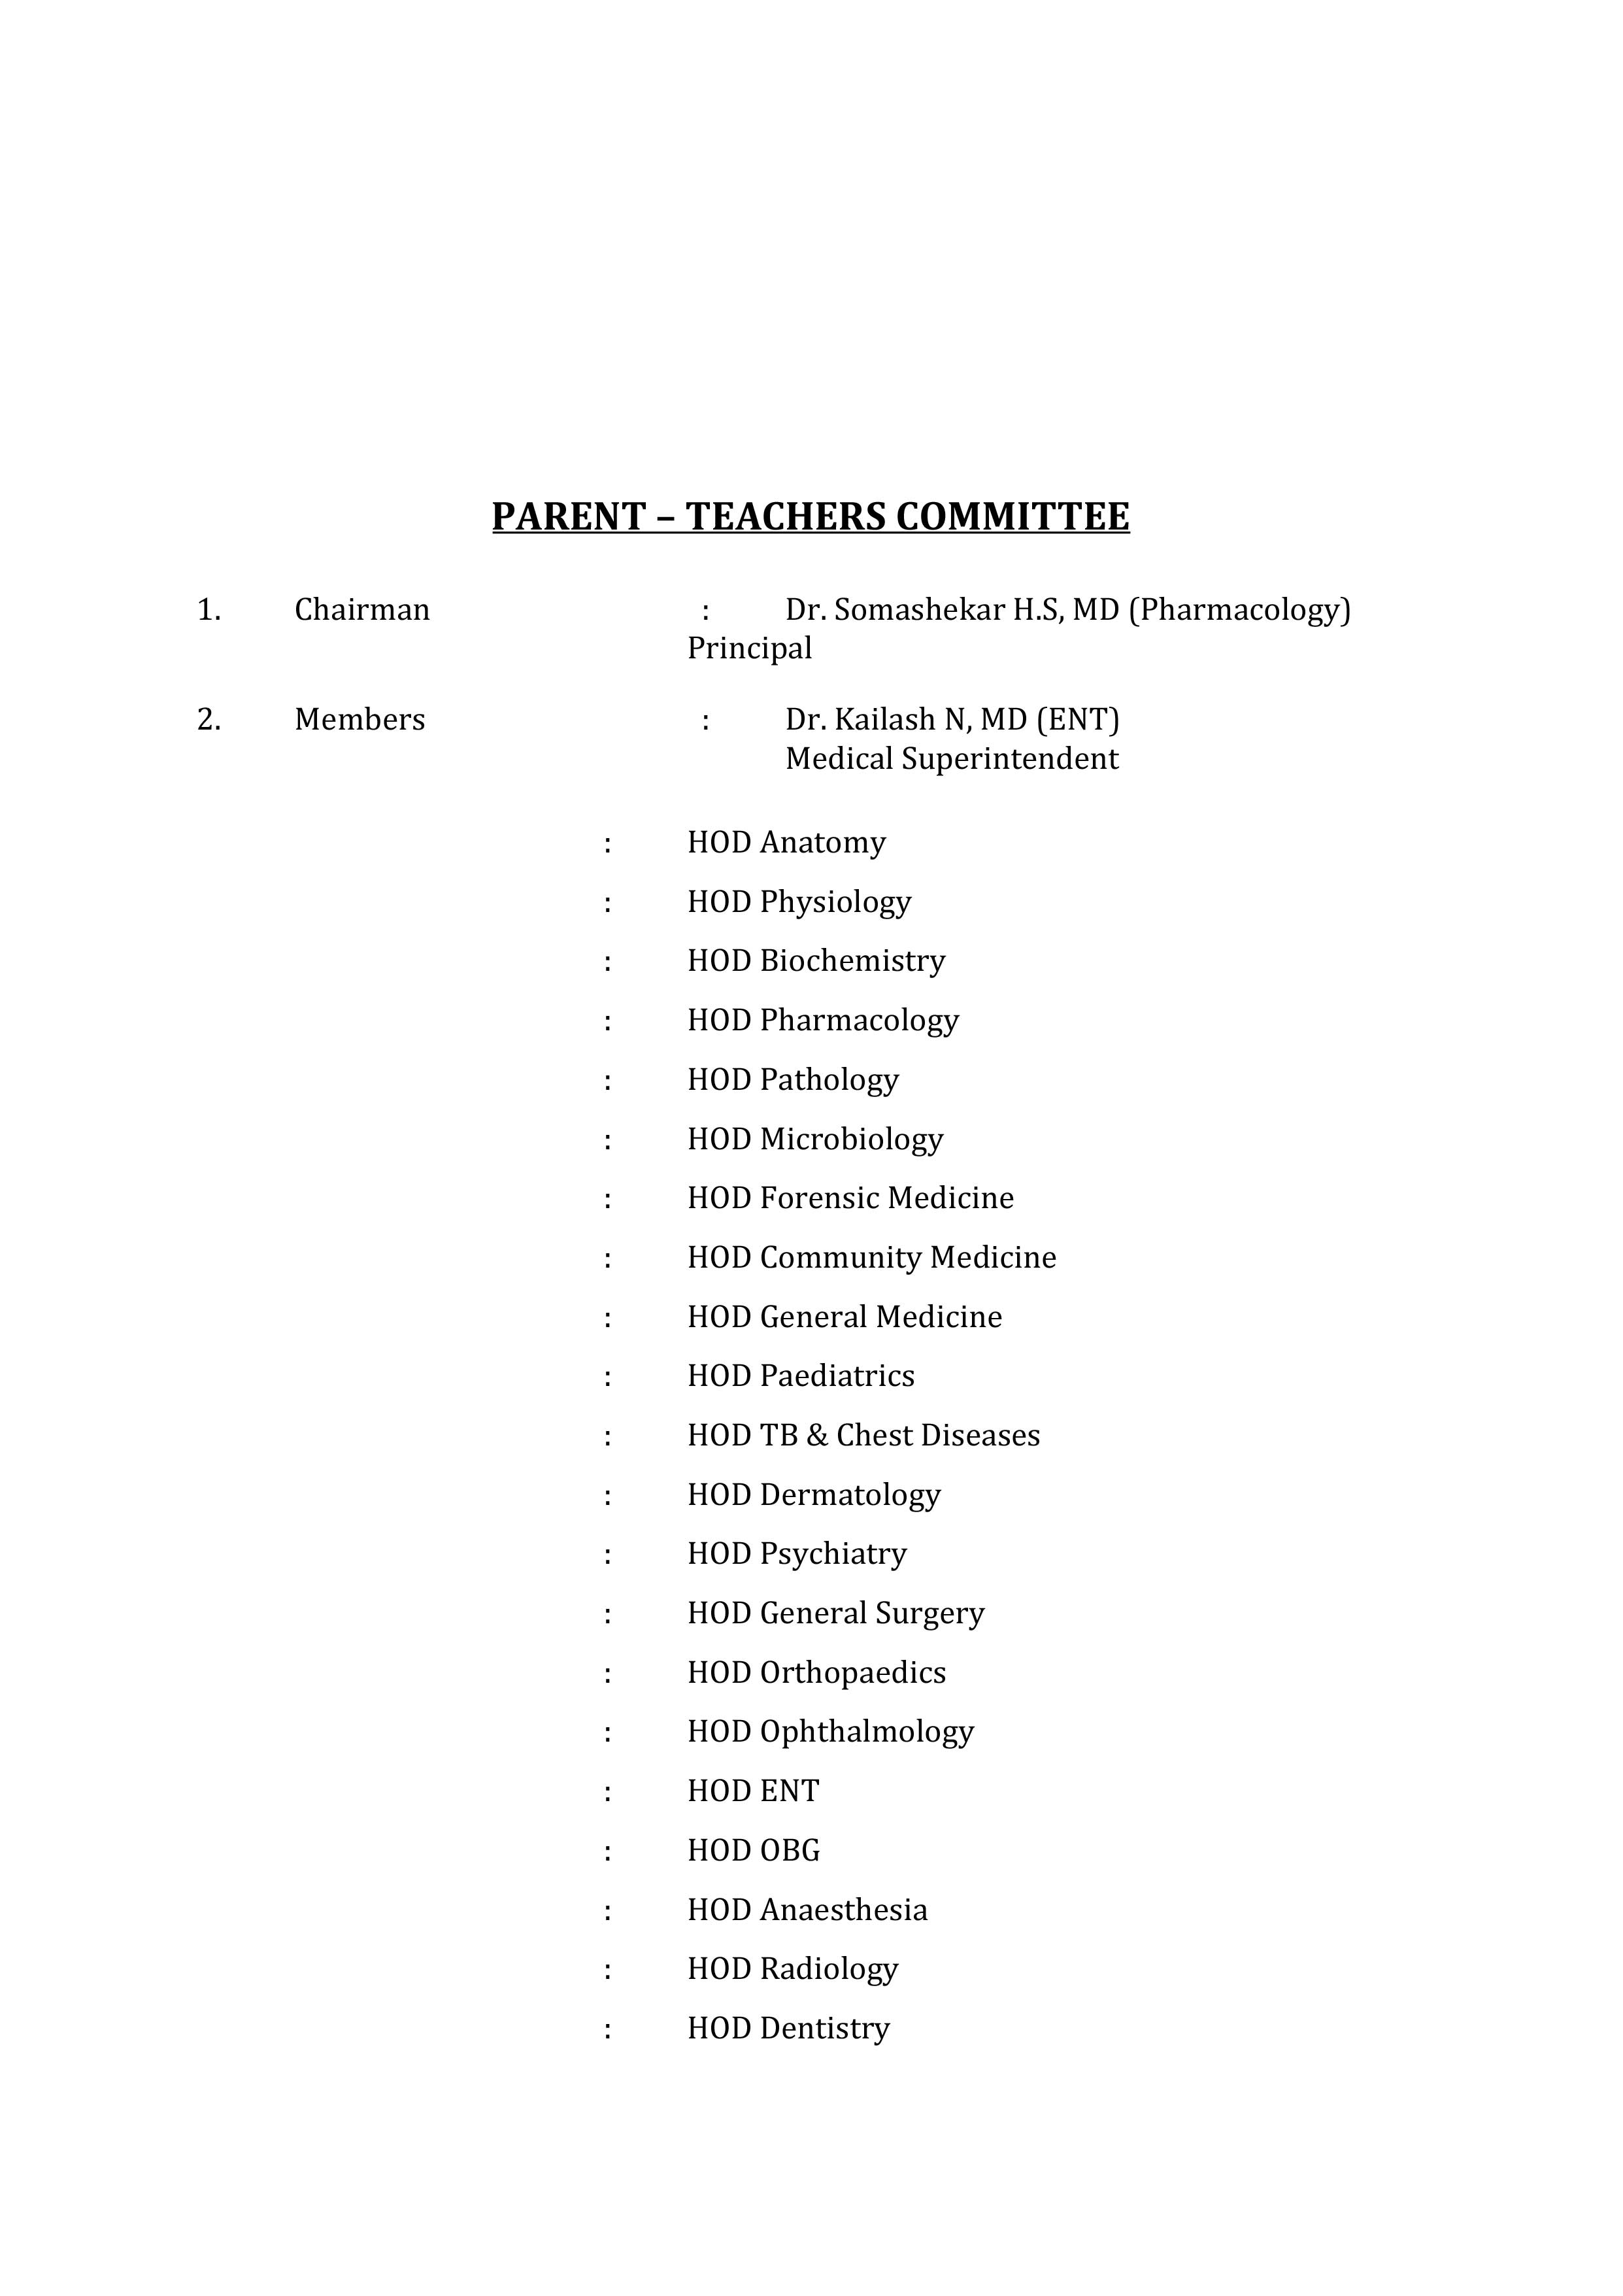 PARENT – TEACHERS COMMITTEE
1. Chairman : Dr. Somashekar H.S, MD (Pharmacology)
Principal
2. Members : Dr. Kailash N, MD (ENT)
Medical Superintendent
: HOD Anatomy
: HOD Physiology
: HOD Biochemistry
: HOD Pharmacology
: HOD Pathology
: HOD Microbiology
: HOD Forensic Medicine
: HOD Community Medicine
: HOD General Medicine
: HOD Paediatrics
: HOD TB & Chest Diseases
: HOD Dermatology
: HOD Psychiatry
: HOD General Surgery
: HOD Orthopaedics
: HOD Ophthalmology
: HOD ENT
: HOD OBG
: HOD Anaesthesia
: HOD Radiology
: HOD Dentistry